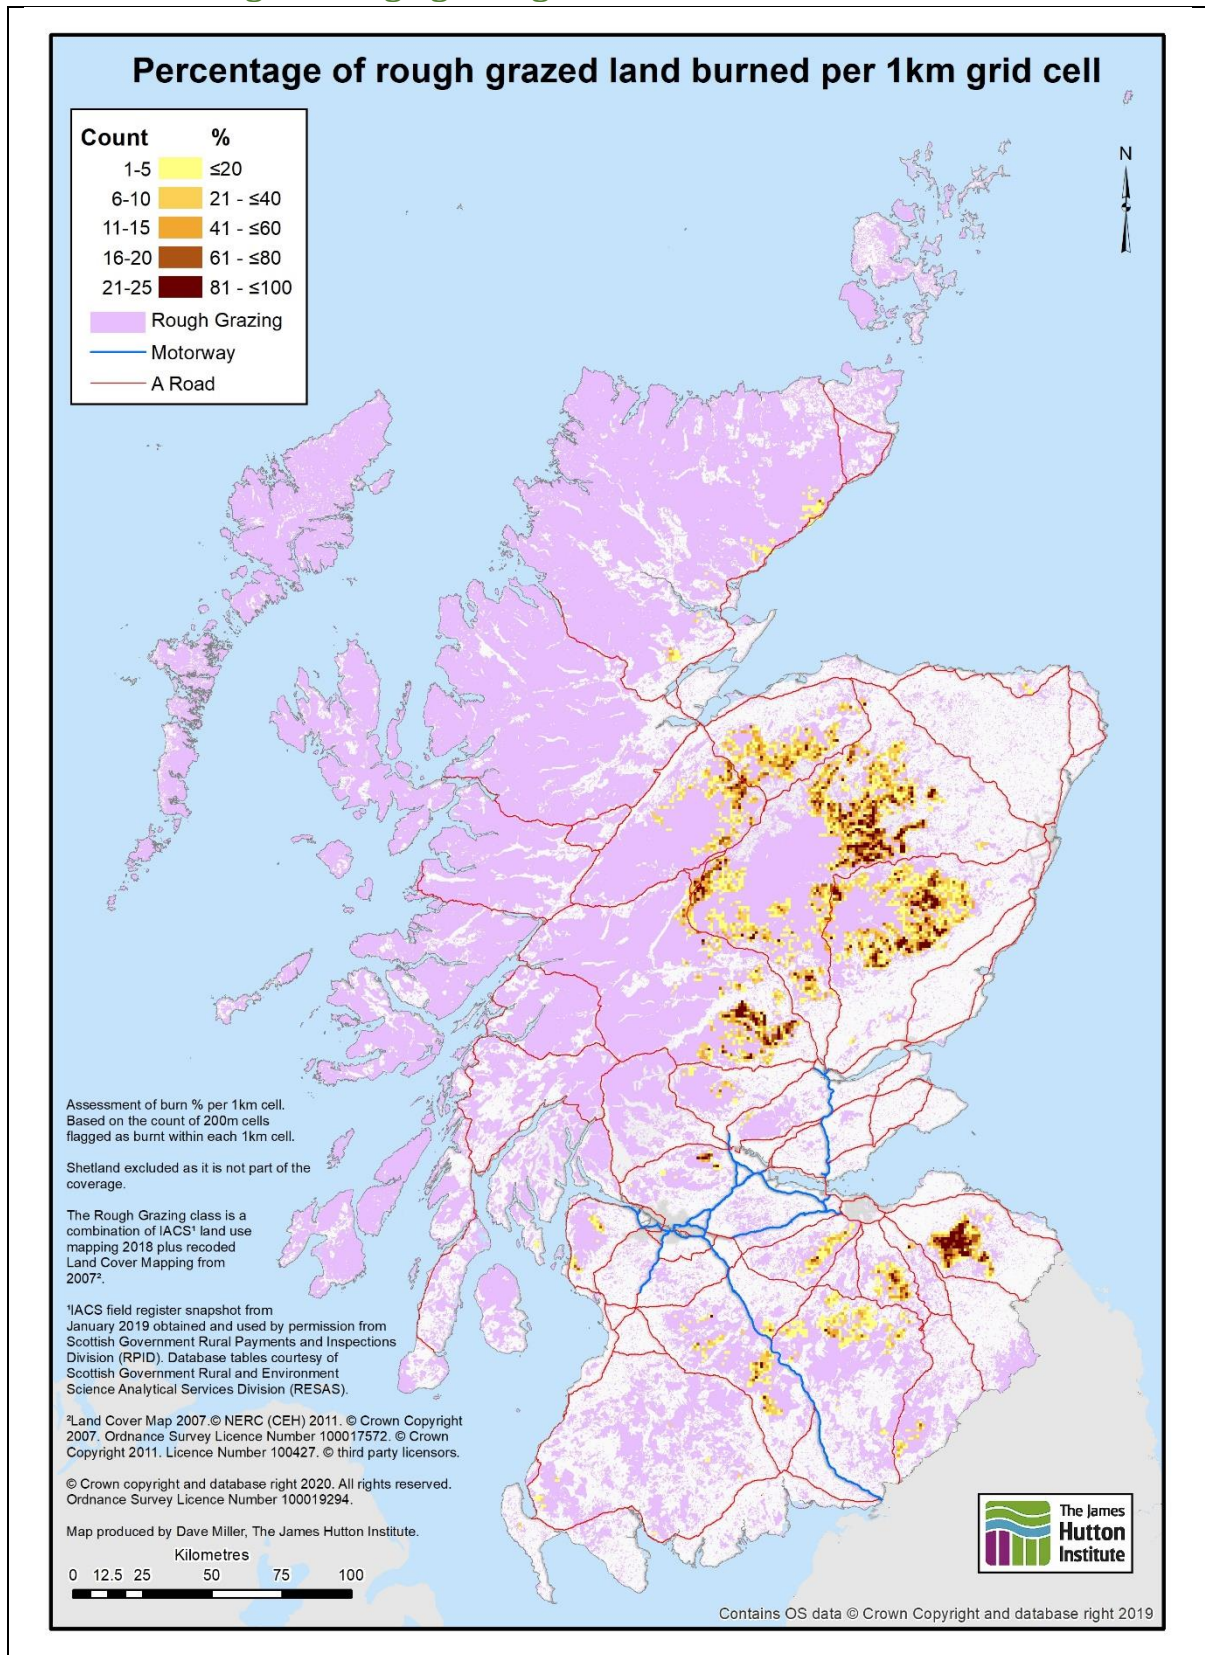 Percentage of rough grazed land burned per 1km grid cell
Count %
1-5 ≤20
6-10 21 - ≤40
11-15 41 - ≤60
16-20 61 - ≤80
21-25 81 - ≤100
Rough Grazing
Motorway
A Road
N
Assessment of burn % per 1km cell.
Based on the count of 200m cells
flagged as burnt within each 1km cell.
Shetland excluded as it is not part of the
coverage.
The Rough Grazing class is a
combination of IACS¹ land use
mapping 2018 plus recoded
Land Cover Mapping from
2007².
¹IACS field register snapshot from
January 2019 obtained and used by permission from
Scottish Government Rural Payments and Inspections
Division (RPID). Database tables courtesy of
Scottish Government Rural and Environment
Science Analytical Services Division (RESAS).
²Land Cover Map 2007.© NERC (CEH) 2011. © Crown Copyright
2007. Ordnance Survey Licence Number 100017572. © Crown
Copyright 2011. Licence Number 100427. © third party licensors.
© Crown copyright and database right 2020. All rights reserved.
Ordnance Survey Licence Number 100019294.
Map produced by Dave Miller, The James Hutton Institute.
Kilometres
0 12.5 25 50 75 100
The James
Hutton
Institute
Contains OS data © Crown Copyright and database right 2019